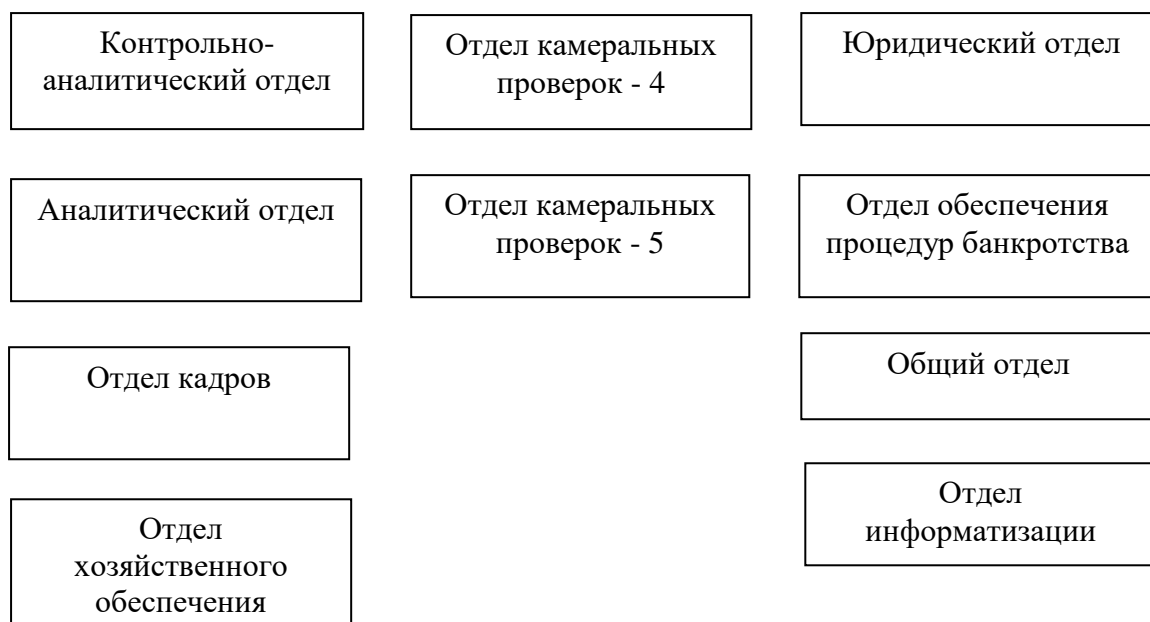 Контрольно-
аналитический отдел
Отдел камеральных
проверок - 4
Юридический отдел
Аналитический отдел
Отдел камеральных
проверок - 5
Отдел обеспечения
процедур банкротства
Отдел кадров
Общий отдел
Отдел
информатизации
Отдел
хозяйственного
обеспечения